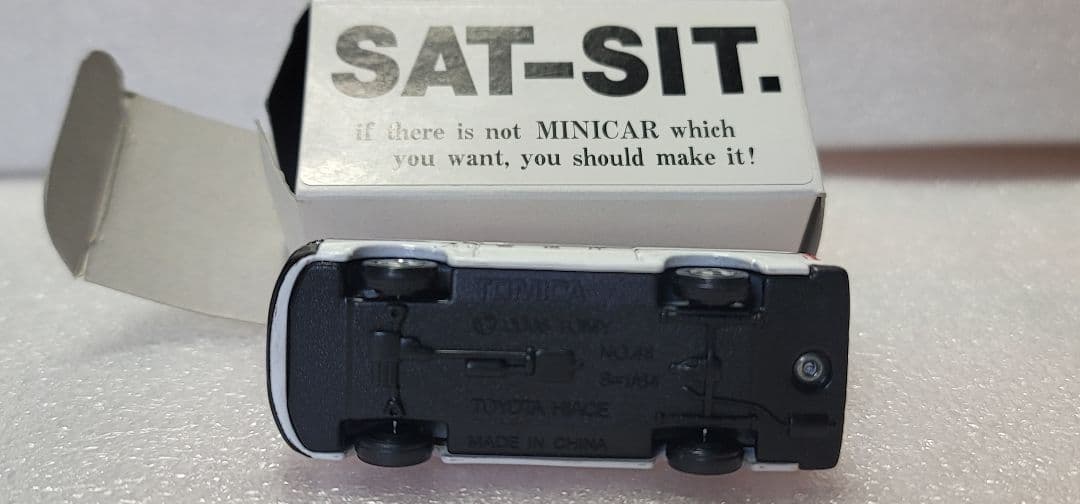 SAT-SIT.
if there is not MINICAR which
you want, you should make it!
TOMICA
TOMY
NO.
TOYOTA HIACE
MADE IN CHINA